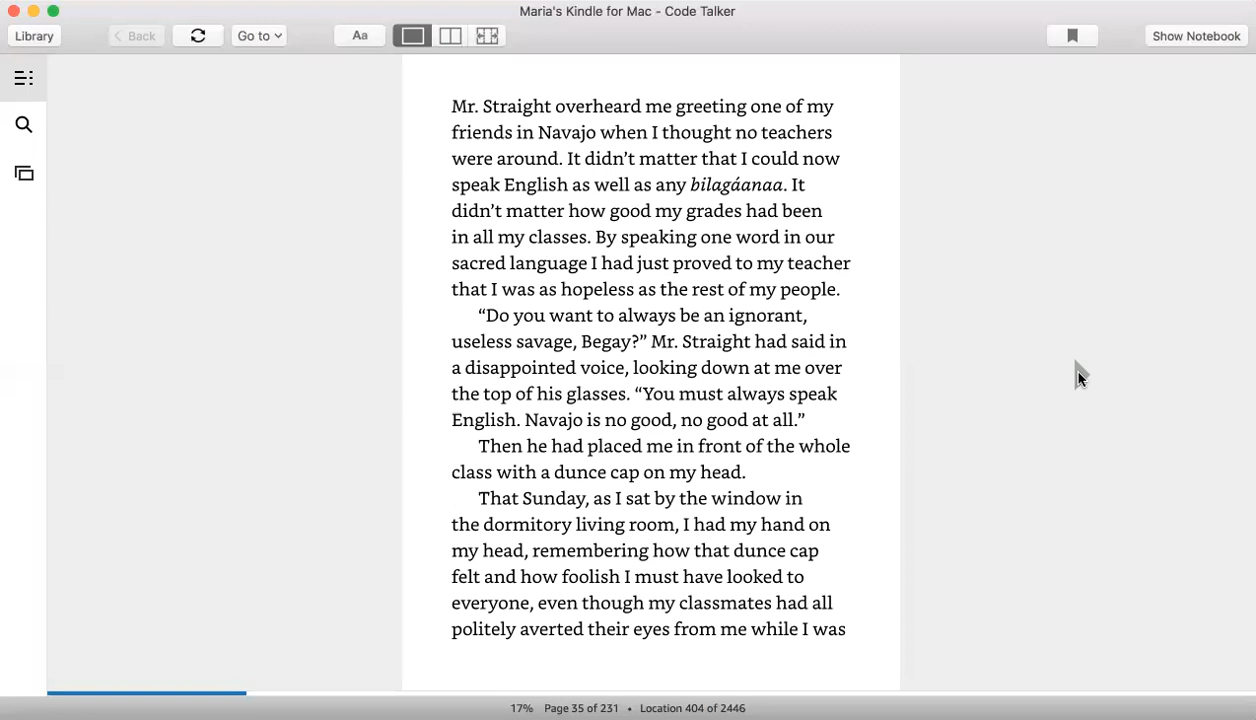 Maria's Kindle for Mac - Code Talker
Library
Back
Go to
Aa
Show Notebook
Mr. Straight overheard me greeting one of my
friends in Navajo when I thought no teachers
were around. It didn’t matter that I could now
speak English as well as any bilagáanaa. It
didn’t matter how good my grades had been
in all my classes. By speaking one word in our
sacred language I had just proved to my teacher
that I was as hopeless as the rest of my people.
“Do you want to always be an ignorant,
useless savage, Begay?” Mr. Straight had said in
a disappointed voice, looking down at me over
the top of his glasses. “You must always speak
English. Navajo is no good, no good at all.”
Then he had placed me in front of the whole
class with a dunce cap on my head.
That Sunday, as I sat by the window in
the dormitory living room, I had my hand on
my head, remembering how that dunce cap
felt and how foolish I must have looked to
everyone, even though my classmates had all
politely averted their eyes from me while I was
17% Page 35 of 231 • Location 404 of 2446